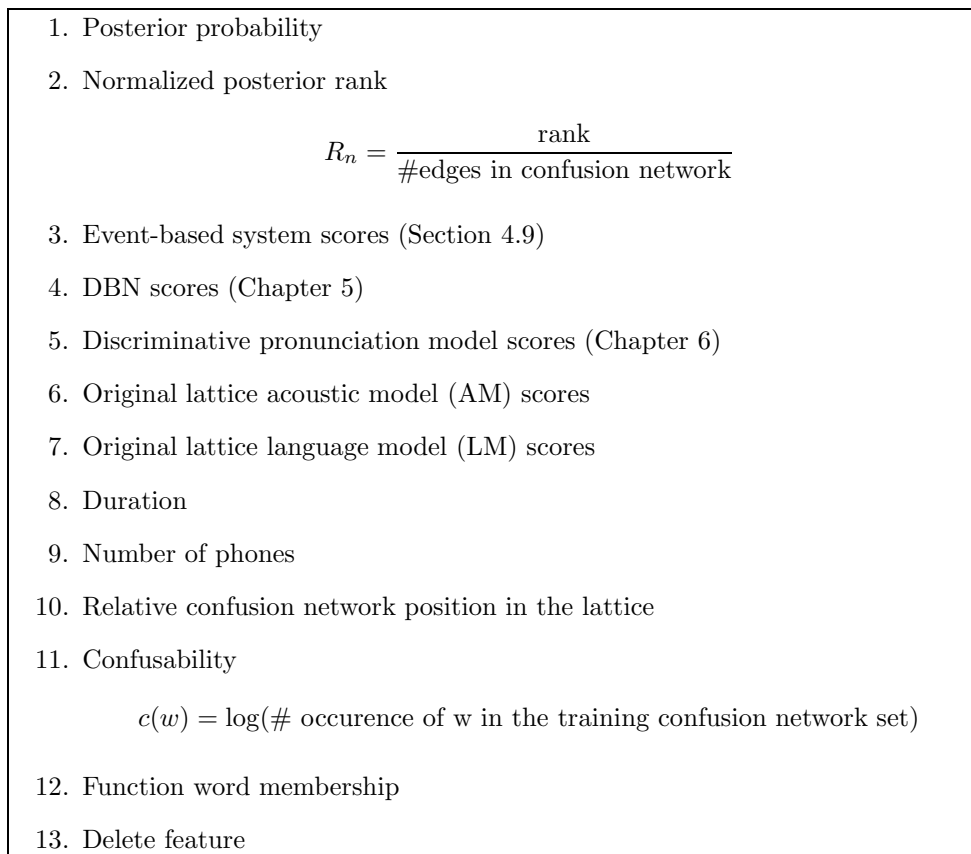 1. Posterior probability
2. Normalized posterior rank
R_n = rank / #edges in confusion network
3. Event-based system scores (Section 4.9)
4. DBN scores (Chapter 5)
5. Discriminative pronunciation model scores (Chapter 6)
6. Original lattice acoustic model (AM) scores
7. Original lattice language model (LM) scores
8. Duration
9. Number of phones
10. Relative confusion network position in the lattice
11. Confusability
c(w) = log(# occurence of w in the training confusion network set)
12. Function word membership
13. Delete feature